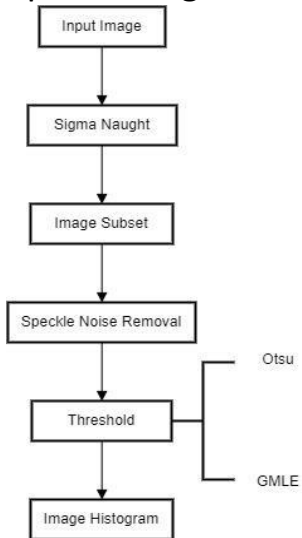 Input Image
Sigma Naught
Image Subset
Speckle Noise Removal
Otsu
Threshold
GMLE
Image Histogram